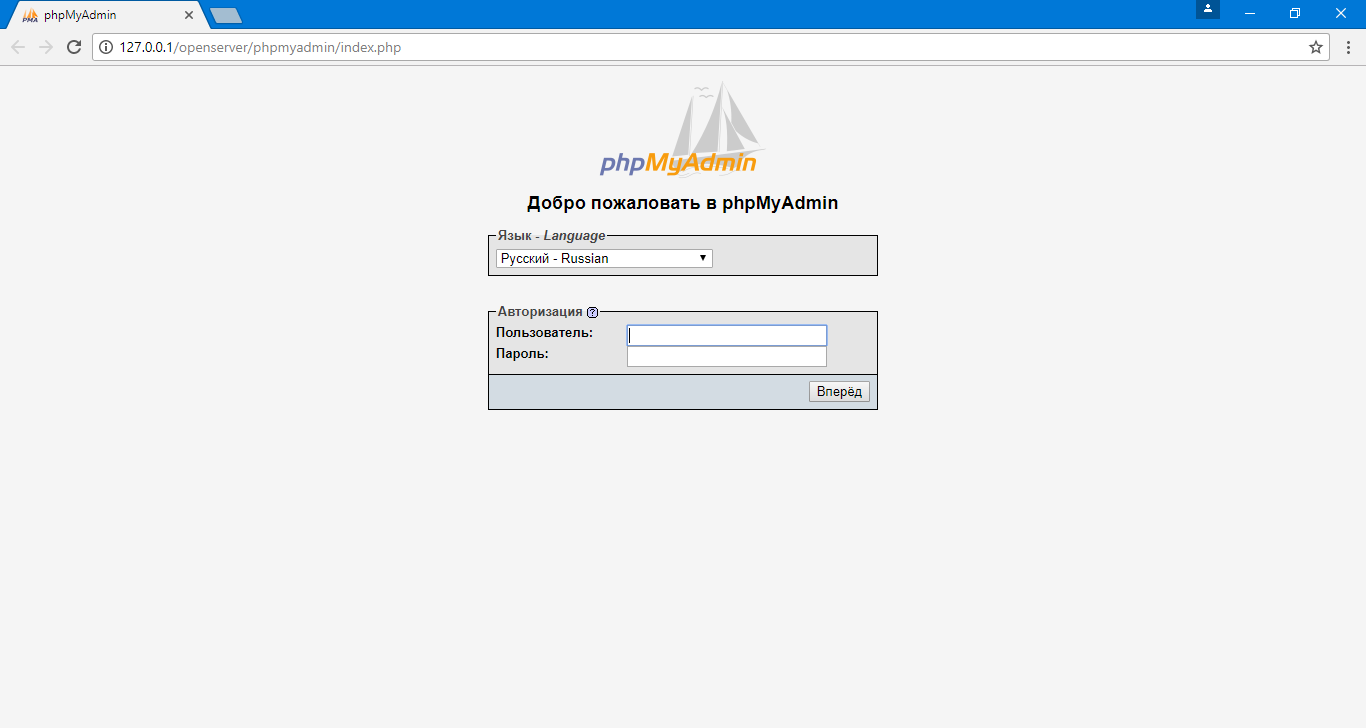 PMA phpMyAdmin
127.0.0.1/openserver/phpmyadmin/index.php
phpMyAdmin
Добро пожаловать в phpMyAdmin
Язык - Language
Русский - Russian
Авторизация ?
Пользователь:
Пароль:
Вперёд